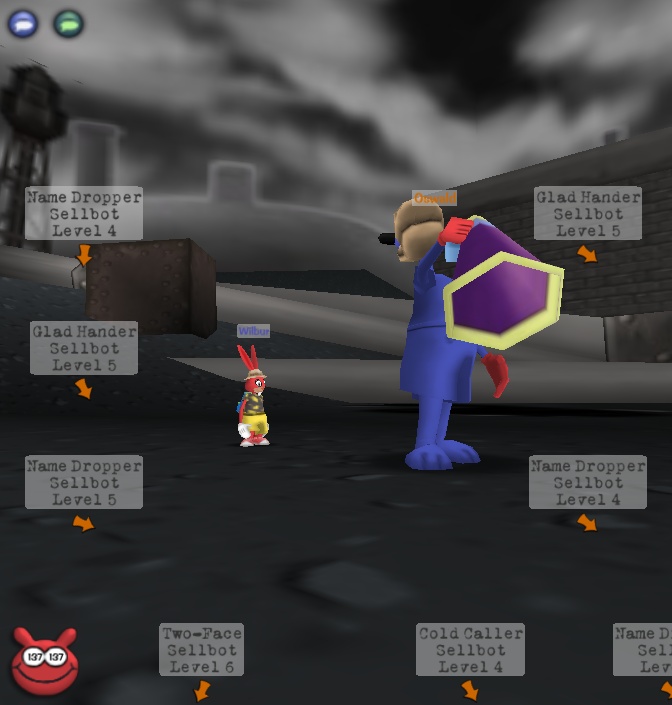 Name Dropper
Sellbot
Level 4
Oswald
Glad Hander
Sellbot
Level 5
Glad Hander
Sellbot
Level 5
Wilbur
Name Dropper
Sellbot
Level 5
Name Dropper
Sellbot
Level 4
137 137
Two-Face
Sellbot
Level 6
Cold Caller
Sellbot
Level 4
Name